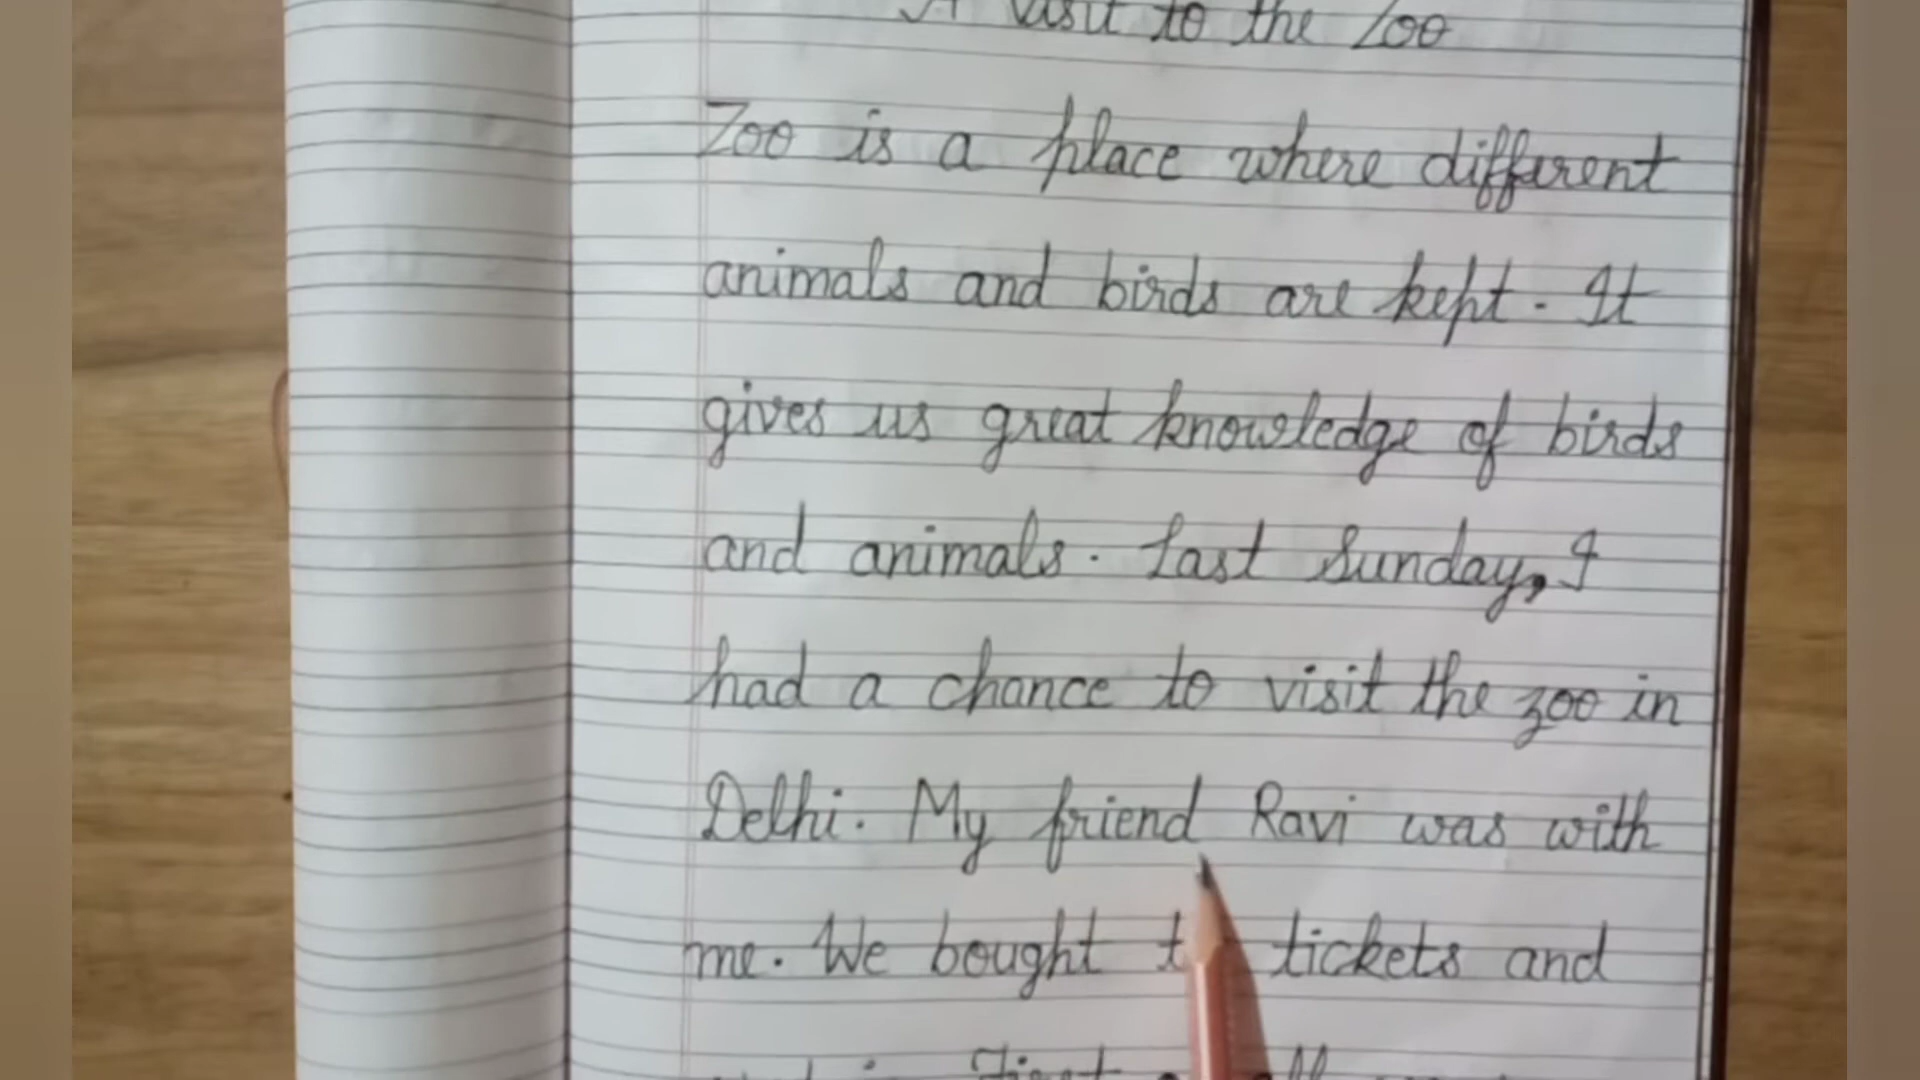 A visit to the Zoo
Zoo is a place where different
animals and birds are kept. It
gives us great knowledge of birds
and animals. Last Sunday, I
had a chance to visit the zoo in
Delhi. My friend Ravi was with
me. We bought tickets and